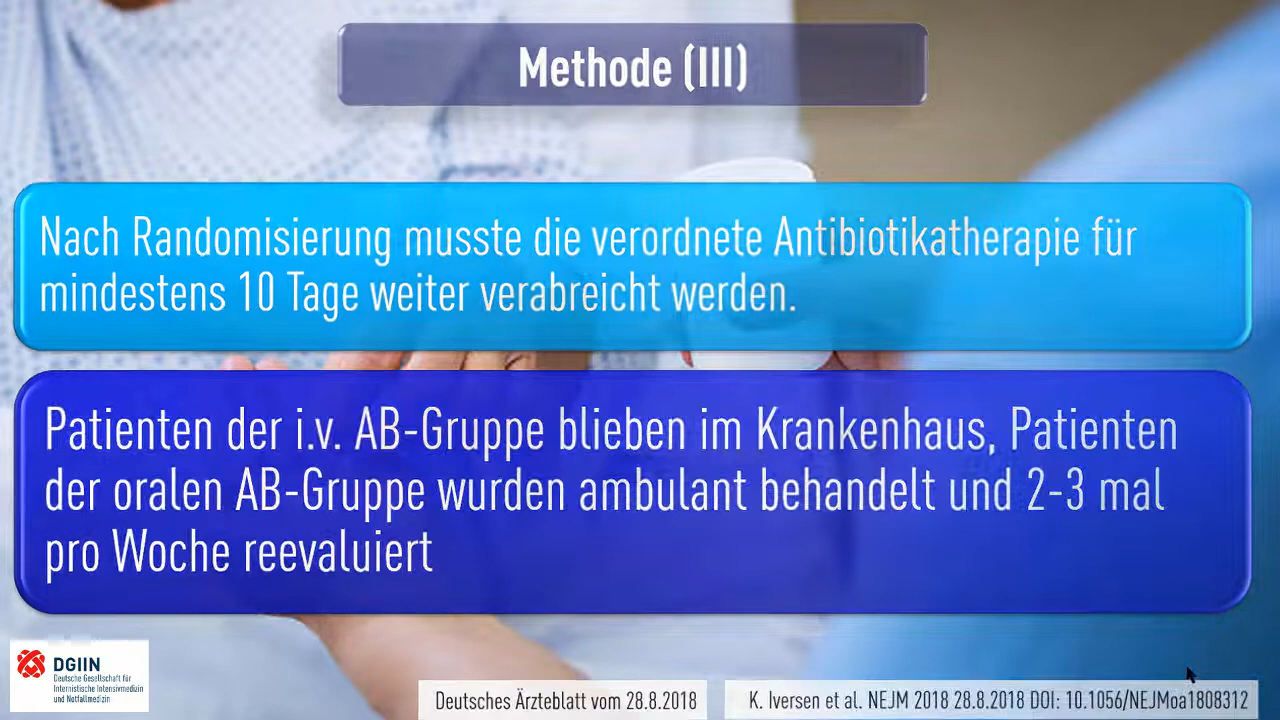 Methode (III)
Nach Randomisierung musste die verordnete Antibiotikatherapie für
mindestens 10 Tage weiter verabreicht werden.
Patienten der i.v. AB-Gruppe blieben im Krankenhaus, Patienten
der oralen AB-Gruppe wurden ambulant behandelt und 2-3 mal
pro Woche reevaluiert
DGIIN
Deutsche Gesellschaft für
Internistische Intensivmedizin
und Notfallmedizin
Deutsches Ärzteblatt vom 28.8.2018
K. Iversen et al. NEJM 2018 28.8.2018 DOI: 10.1056/NEJMoa1808312